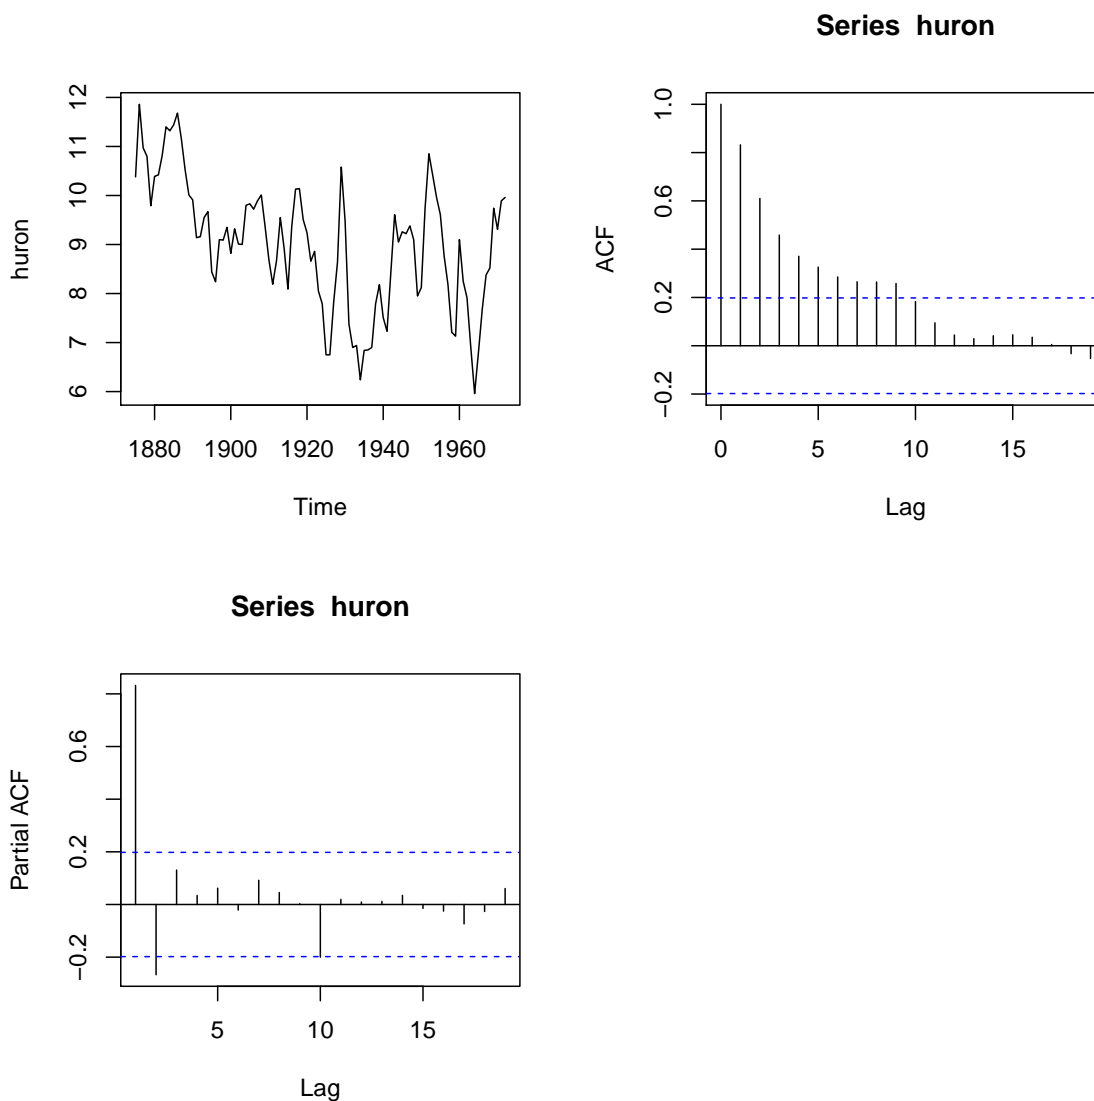 huron
6 7 8 9 10 11 12
1880 1900 1920 1940 1960
Time
Series huron
ACF
−0.2 0.2 0.6 1.0
0 5 10 15
Lag
Series huron
Partial ACF
−0.2 0.2 0.6
5 10 15
Lag